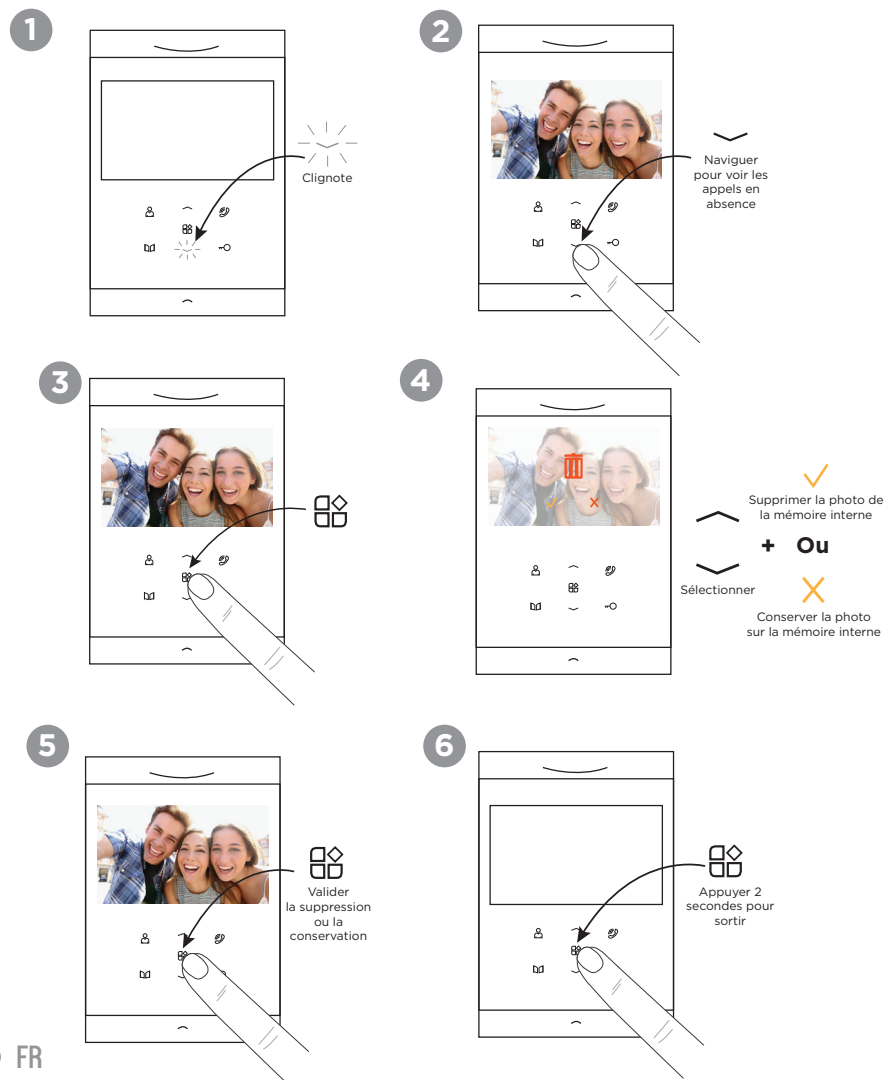 1
Clignote
2
Naviguer
pour voir les
appels en
absence
3
4
Supprimer la photo de
la mémoire interne
+ Ou
Sélectionner
Conserver la photo
sur la mémoire interne
5
Valider
la suppression
ou la
conservation
6
Appuyer 2
secondes pour
sortir
FR